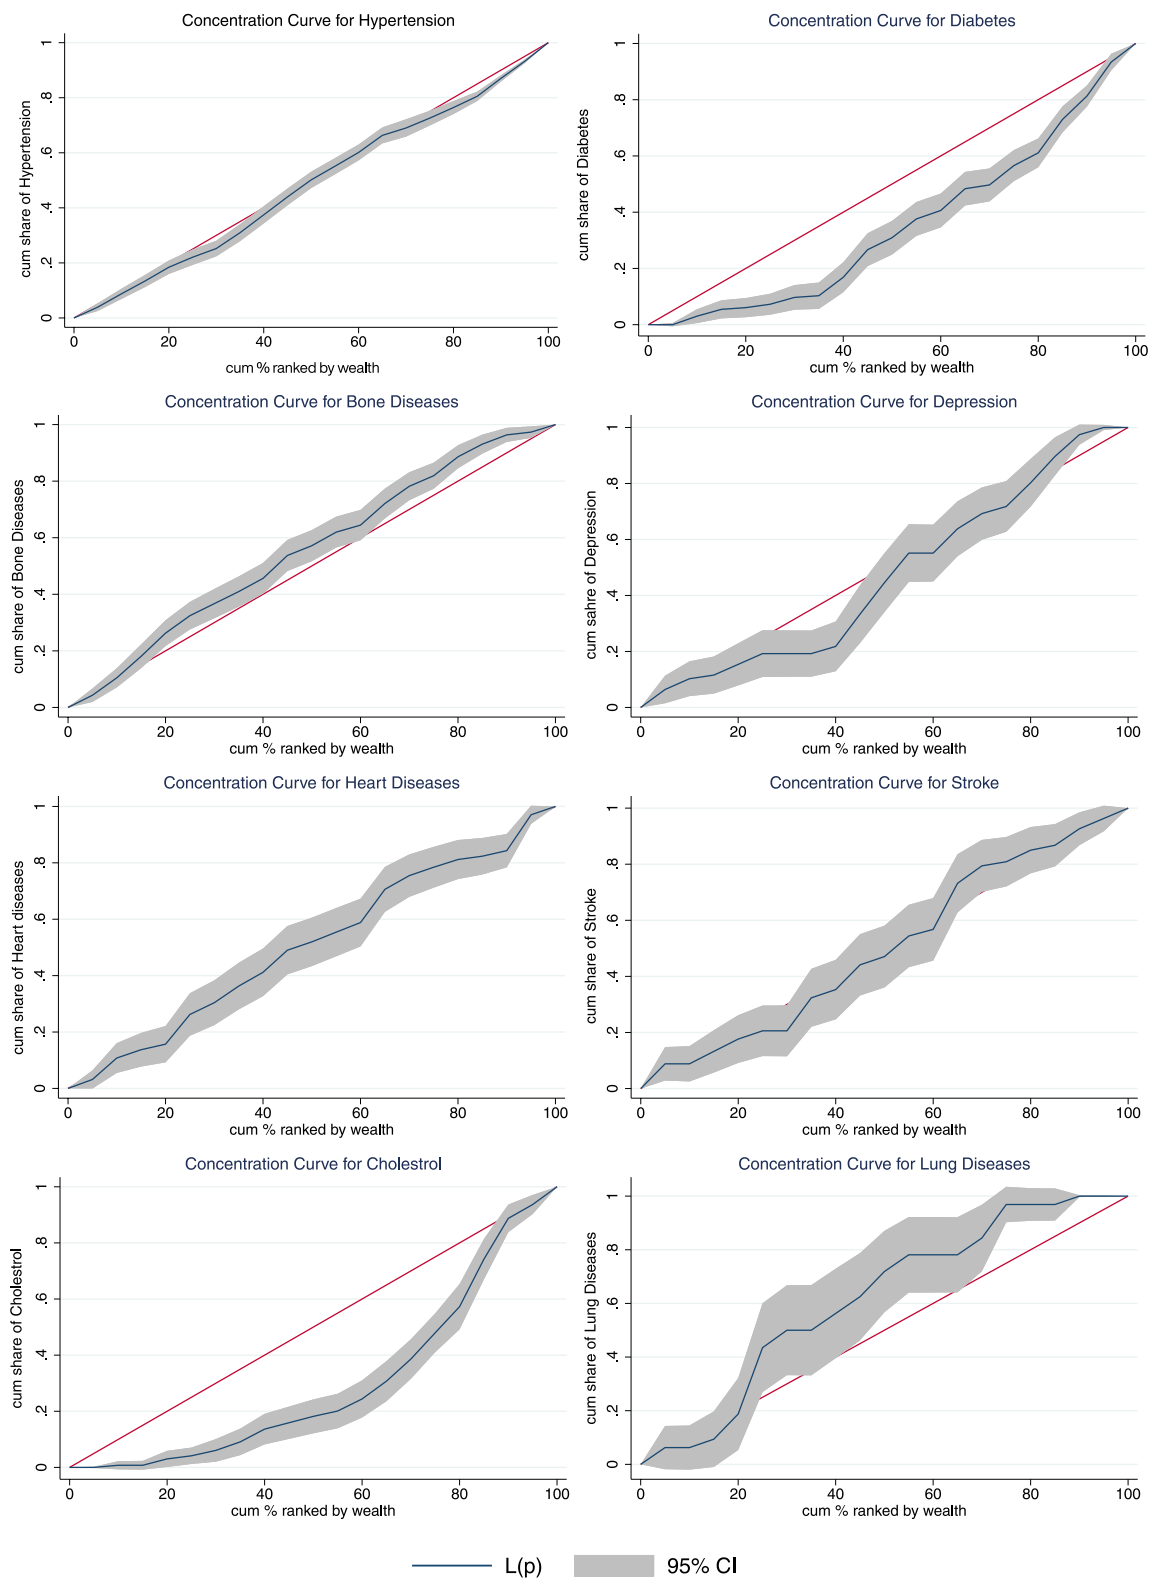 Concentration Curve for Hypertension
cum share of Hypertension
0 .2 .4 .6 .8 1
0 20 40 60 80 100
cum % ranked by wealth
Concentration Curve for Diabetes
cum share of Diabetes
0 .2 .4 .6 .8 1
0 20 40 60 80 100
cum % ranked by wealth
Concentration Curve for Bone Diseases
cum share of Bone Diseases
0 .2 .4 .6 .8 1
0 20 40 60 80 100
cum % ranked by wealth
Concentration Curve for Depression
cum sahre of Depression
0 .2 .4 .6 .8 1
0 20 40 60 80 100
cum % ranked by wealth
Concentration Curve for Heart Diseases
cum share of Heart diseases
0 .2 .4 .6 .8 1
0 20 40 60 80 100
cum % ranked by wealth
Concentration Curve for Stroke
cum share of Stroke
0 .2 .4 .6 .8 1
0 20 40 60 80 100
cum % ranked by wealth
Concentration Curve for Cholestrol
cum share of Cholestrol
0 .2 .4 .6 .8 1
0 20 40 60 80 100
cum % ranked by wealth
Concentration Curve for Lung Diseases
cum share of Lung Diseases
0 .2 .4 .6 .8 1
0 20 40 60 80 100
cum % ranked by wealth
L(p) 95% CI